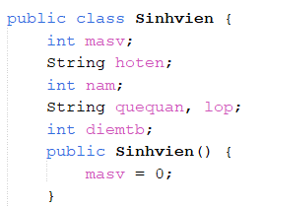 public class Sinhvien {
int masv;
String hoten;
int nam;
String quequan, lop;
int diemtb;
public Sinhvien() {
masv = 0;
}